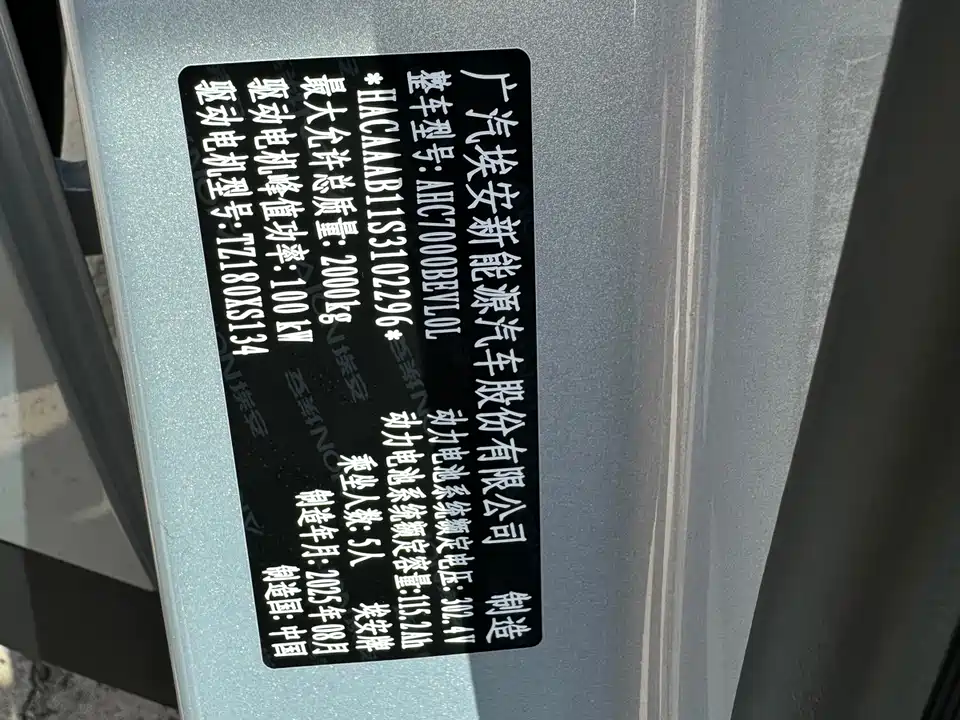 广汽埃安新能源汽车股份有限公司 制造
整车型号: AHC7000BEVL0L 动力电池系统额定电压: 302.4V
*HACAAAB11S3102296* 动力电池系统额定容量:115.2Ah
最大允许总质量: 2000kg 乘坐人数: 5人 埃安牌
驱动电机峰值功率: 100kW 制造年月: 2025年08月
驱动电机型号:TZ180XS134 制造国: 中国